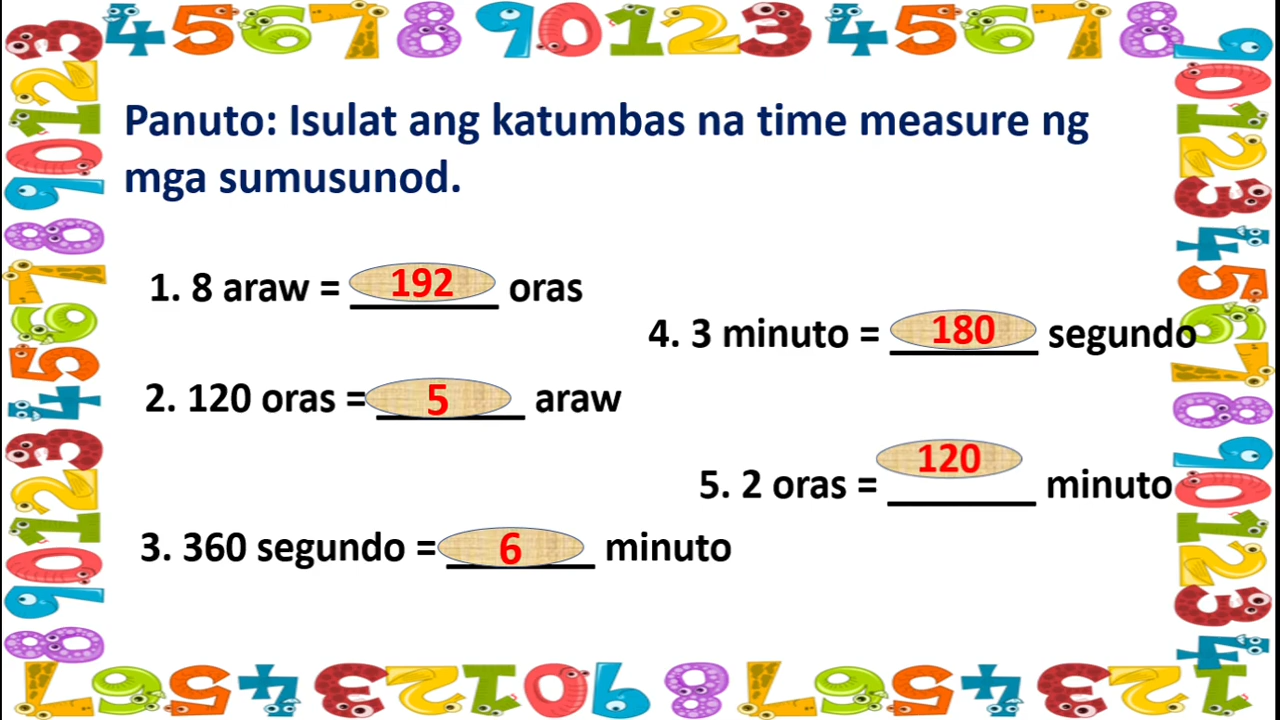 Panuto: Isulat ang katumbas na time measure ng
mga sumusunod.
1. 8 araw = 192 oras
2. 120 oras = 5 araw
3. 360 segundo = 6 minuto
4. 3 minuto = 180 segundo
5. 2 oras = 120 minuto